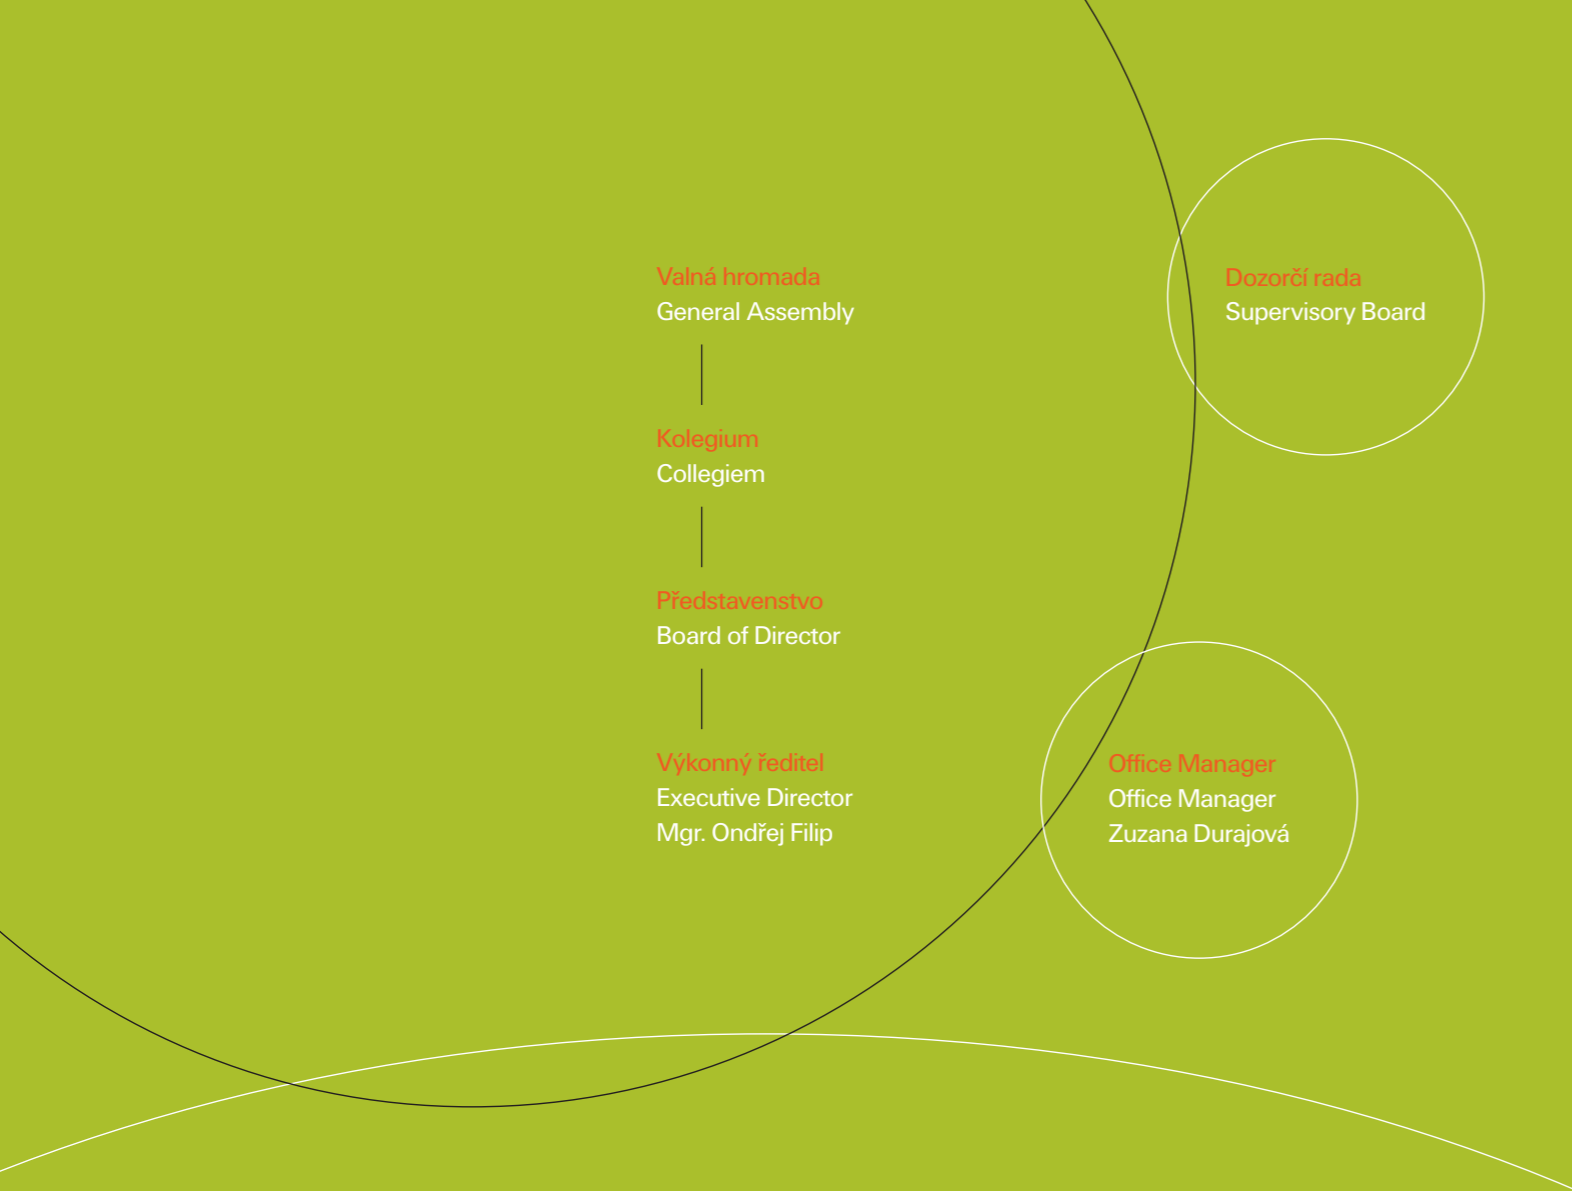 Valná hromada
General Assembly
Dozorčí rada
Supervisory Board
Kolegium
Collegiem
Představenstvo
Board of Director
Výkonný ředitel
Executive Director
Mgr. Ondřej Filip
Office Manager
Office Manager
Zuzana Durajová